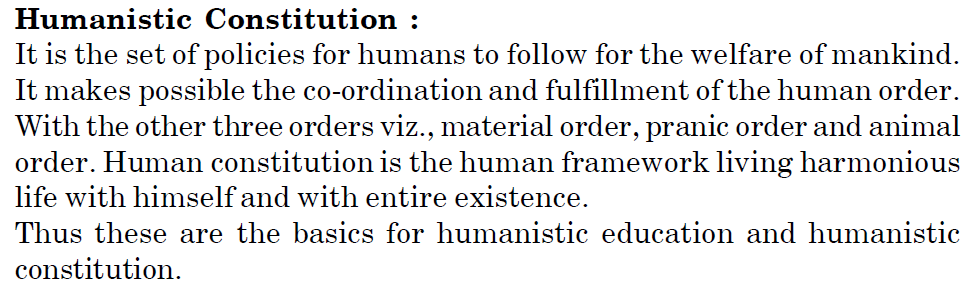 Humanistic Constitution :
It is the set of policies for humans to follow for the welfare of mankind.
It makes possible the co-ordination and fulfillment of the human order.
With the other three orders viz., material order, pranic order and animal
order. Human constitution is the human framework living harmonious
life with himself and with entire existence.
Thus these are the basics for humanistic education and humanistic
constitution.